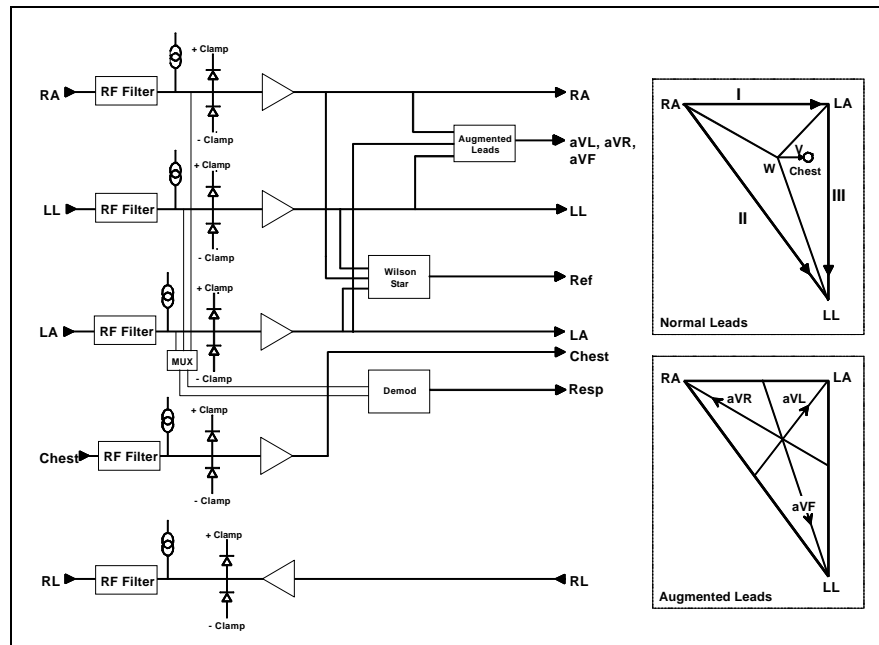 + Clamp
RA
RF Filter
- Clamp
RA
Augmented
Leads
aVL, aVR,
aVF
+ Clamp
LL
RF Filter
- Clamp
LL
Wilson
Star
Ref
+ Clamp
LA
RF Filter
LA
MUX
- Clamp
Chest
Demod
Resp
+ Clamp
Chest
RF Filter
- Clamp
+ Clamp
RL
RF Filter
RL
- Clamp
I
RA
LA
V
W
Chest
II
III
LL
Normal Leads
RA
LA
aVR
aVL
aVF
LL
Augmented Leads